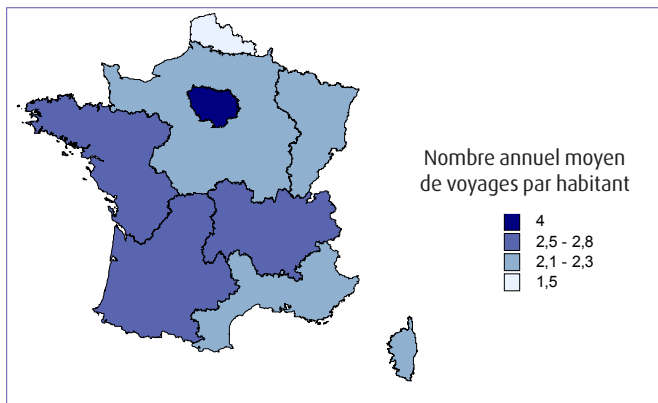 Nombre annuel moyen
de voyages par habitant
4
2,5 - 2,8
2,1 - 2,3
1,5